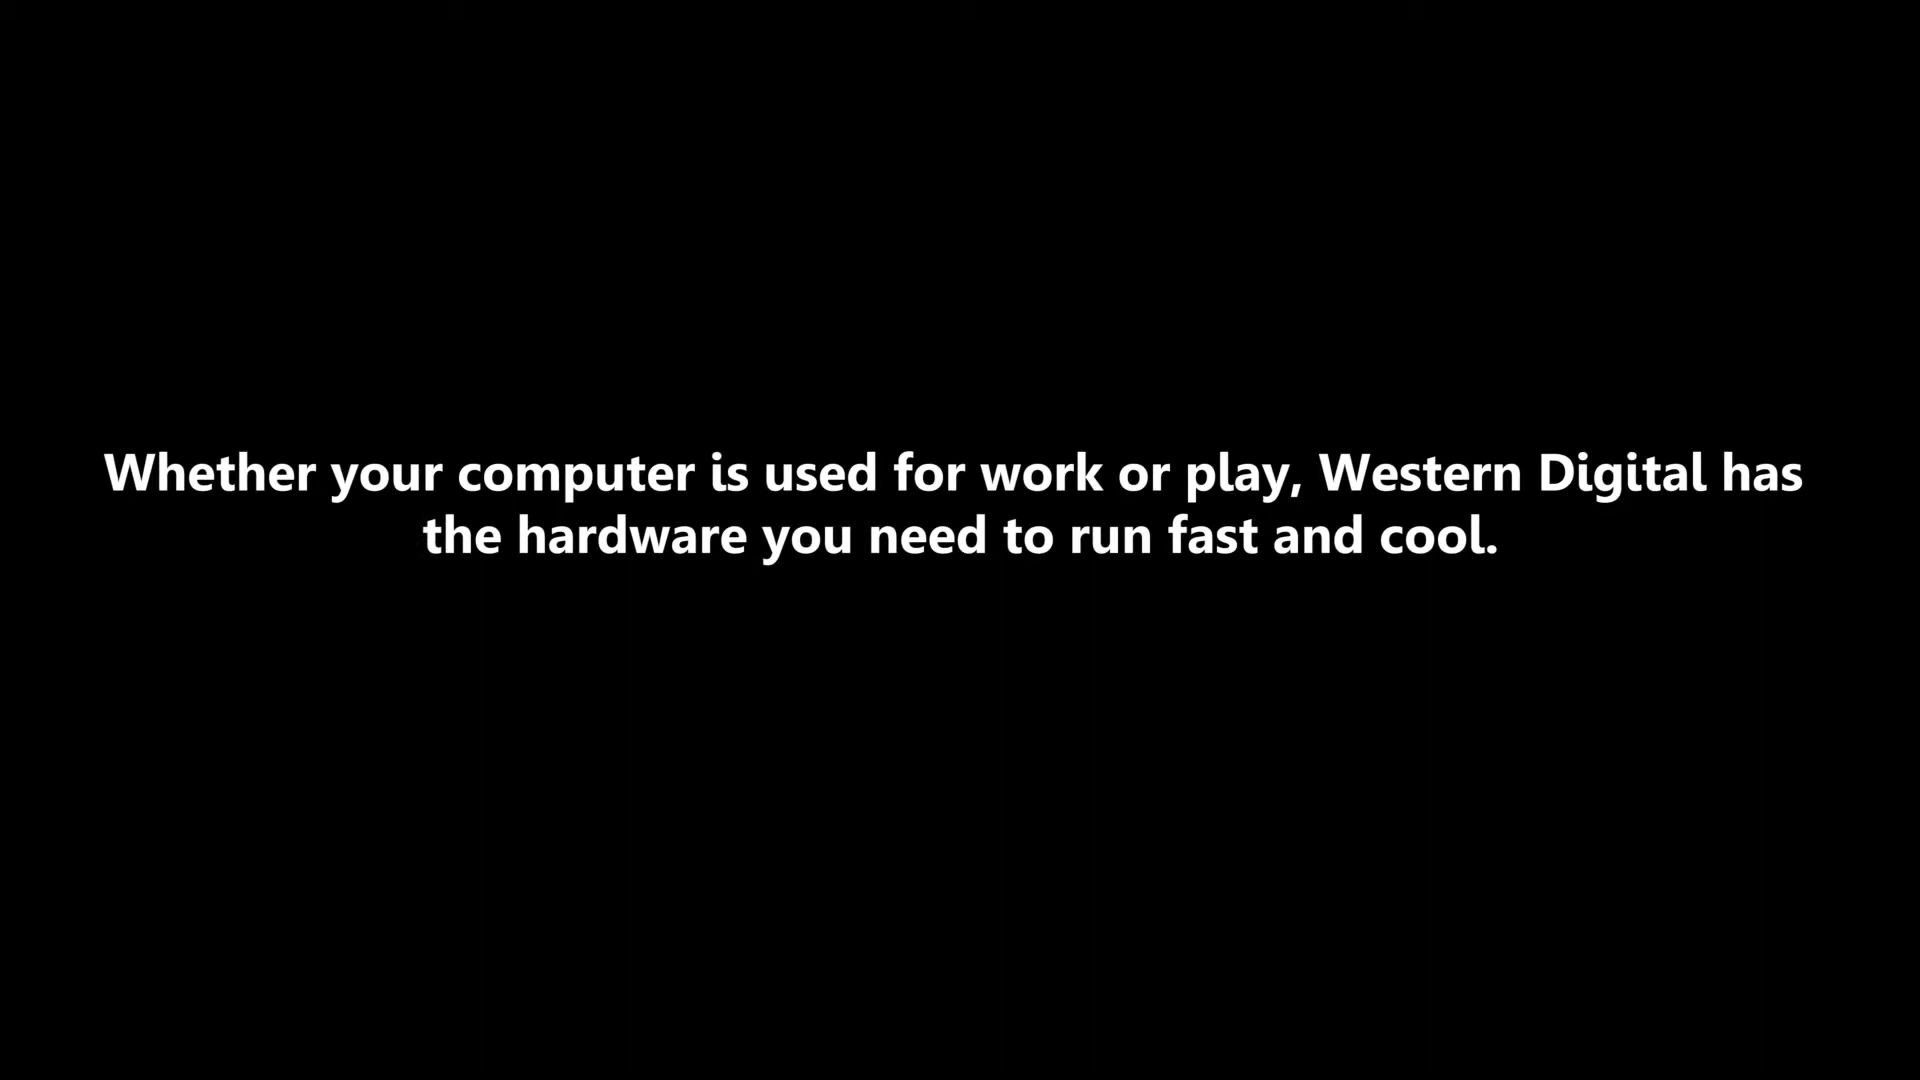 Whether your computer is used for work or play, Western Digital has
the hardware you need to run fast and cool.